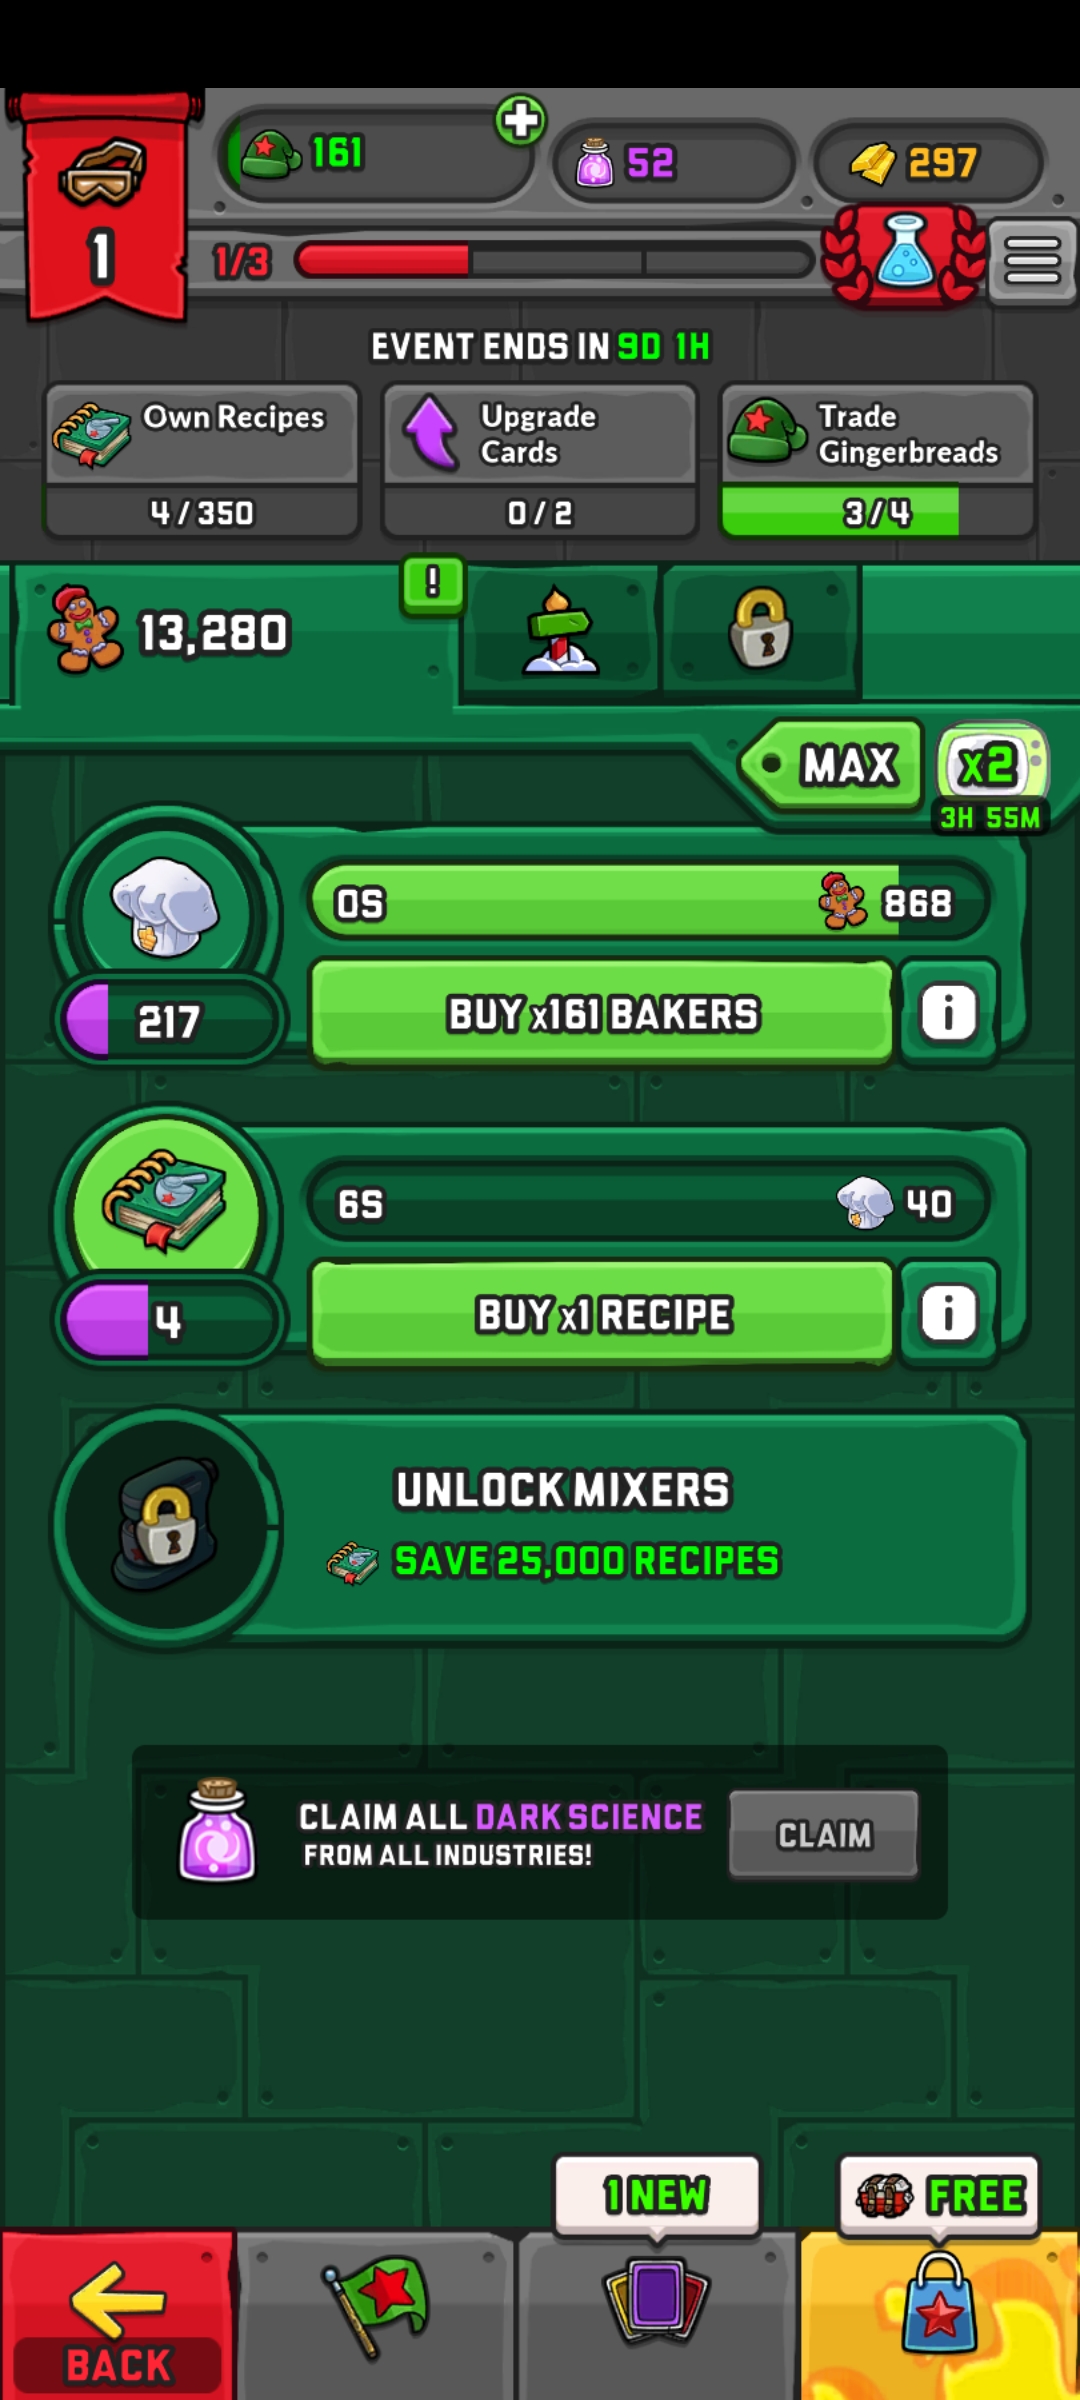 161
52
297
1
1/3
EVENT ENDS IN 9D 1H
Own Recipes
4 / 350
Upgrade
Cards
0 / 2
Trade
Gingerbreads
3 / 4
13,280
!
MAX
x2
3H 55M
0S
868
217
BUY x161 BAKERS
i
6S
40
4
BUY x1 RECIPE
i
UNLOCK MIXERS
SAVE 25,000 RECIPES
CLAIM ALL DARK SCIENCE
FROM ALL INDUSTRIES!
CLAIM
1 NEW
FREE
BACK